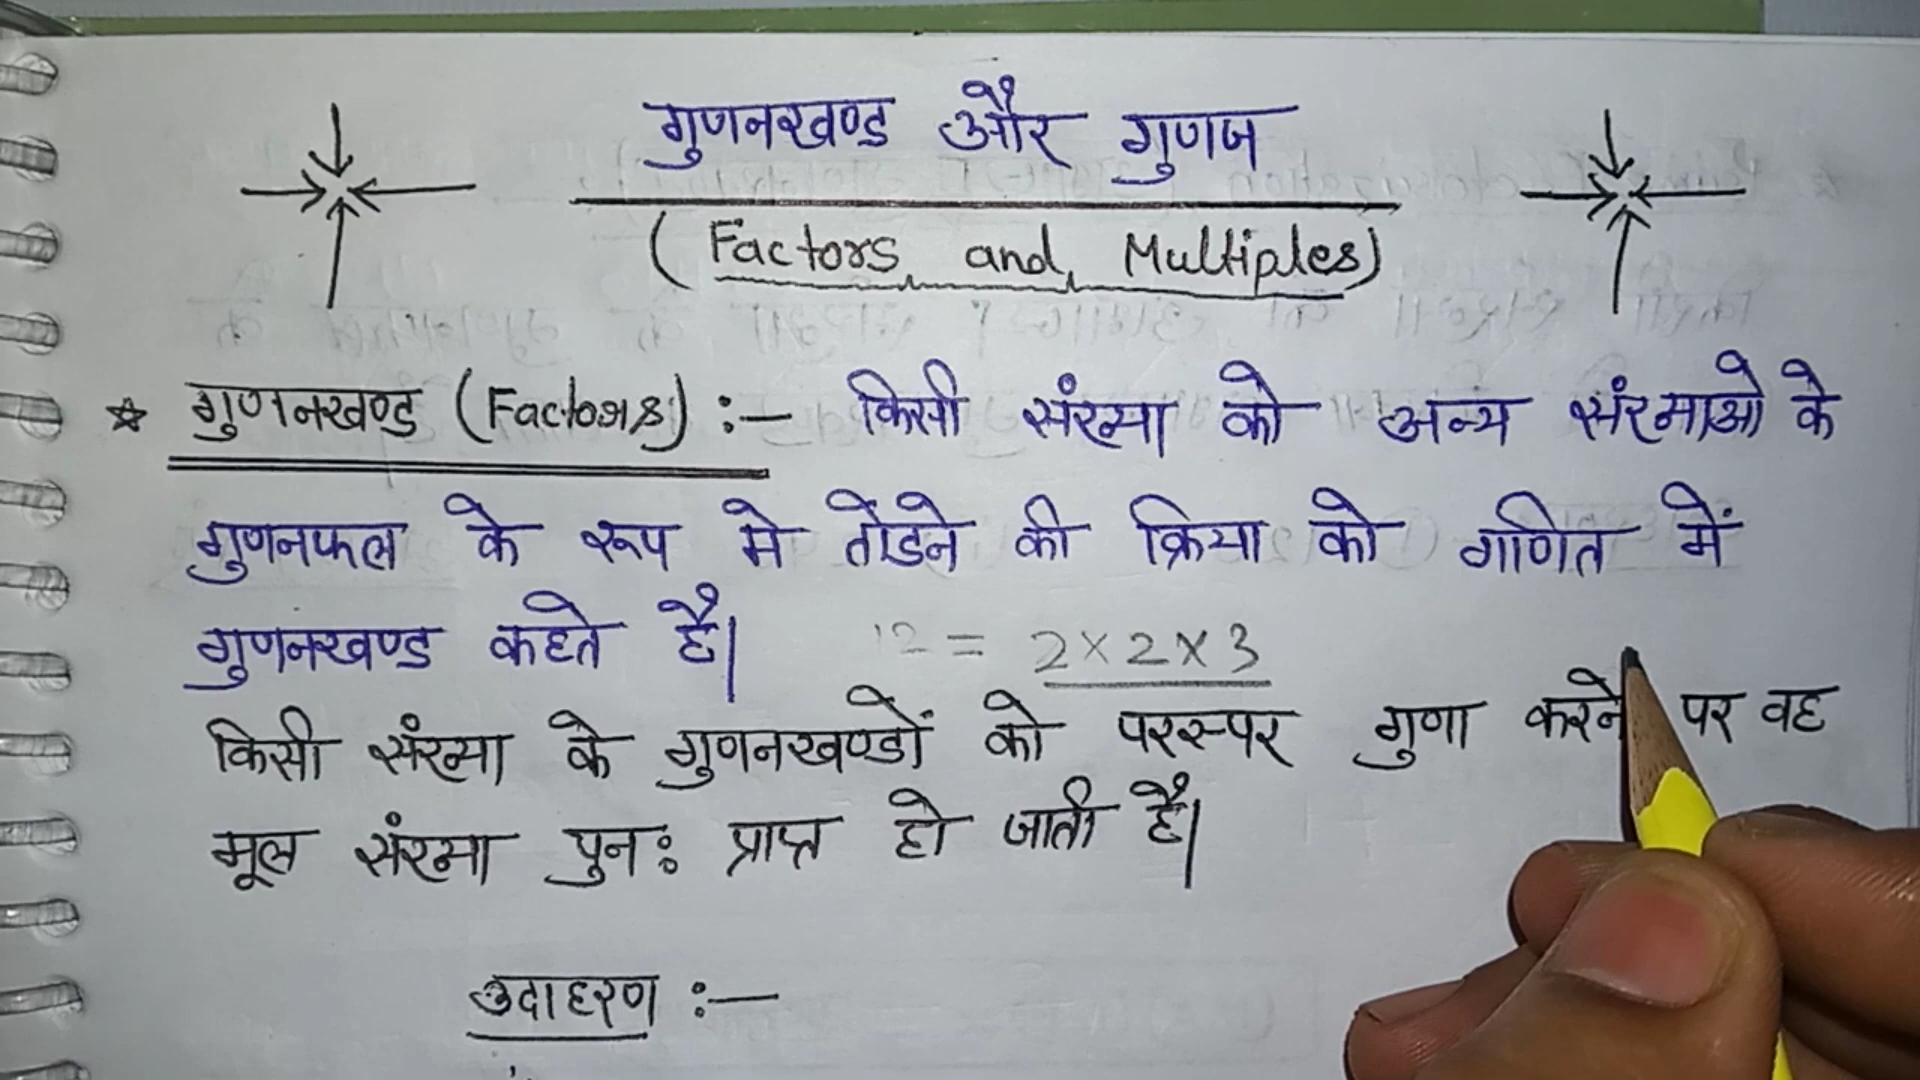 गुणनखण्ड और गुणज
(Factors and Multiples)
☆ गुणनखण्ड (Factors) :— किसी संख्या को अन्य संख्याओ के
गुणनफल के रूप मे तोडने की क्रिया को गणित में
गुणनखण्ड कहते है।
12 = 2×2×3
किसी संख्या के गुणनखण्डों को परस्पर गुणा करने पर वह
मूल संख्या पुनः प्राप्त हो जाती है।
उदाहरण :—